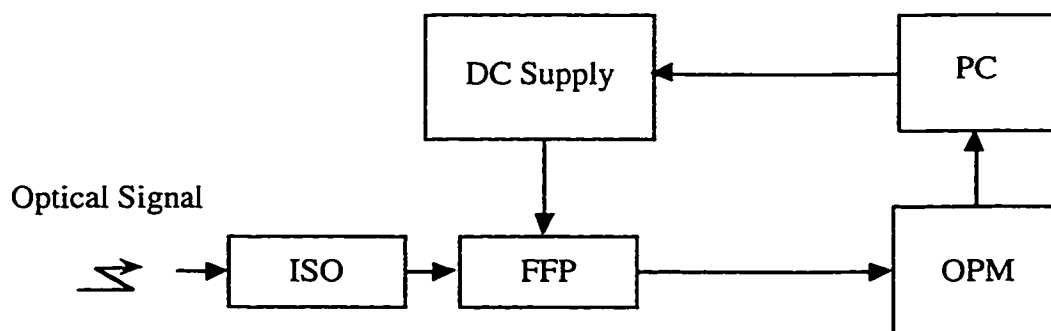 DC Supply
PC
Optical Signal
ISO
FFP
OPM